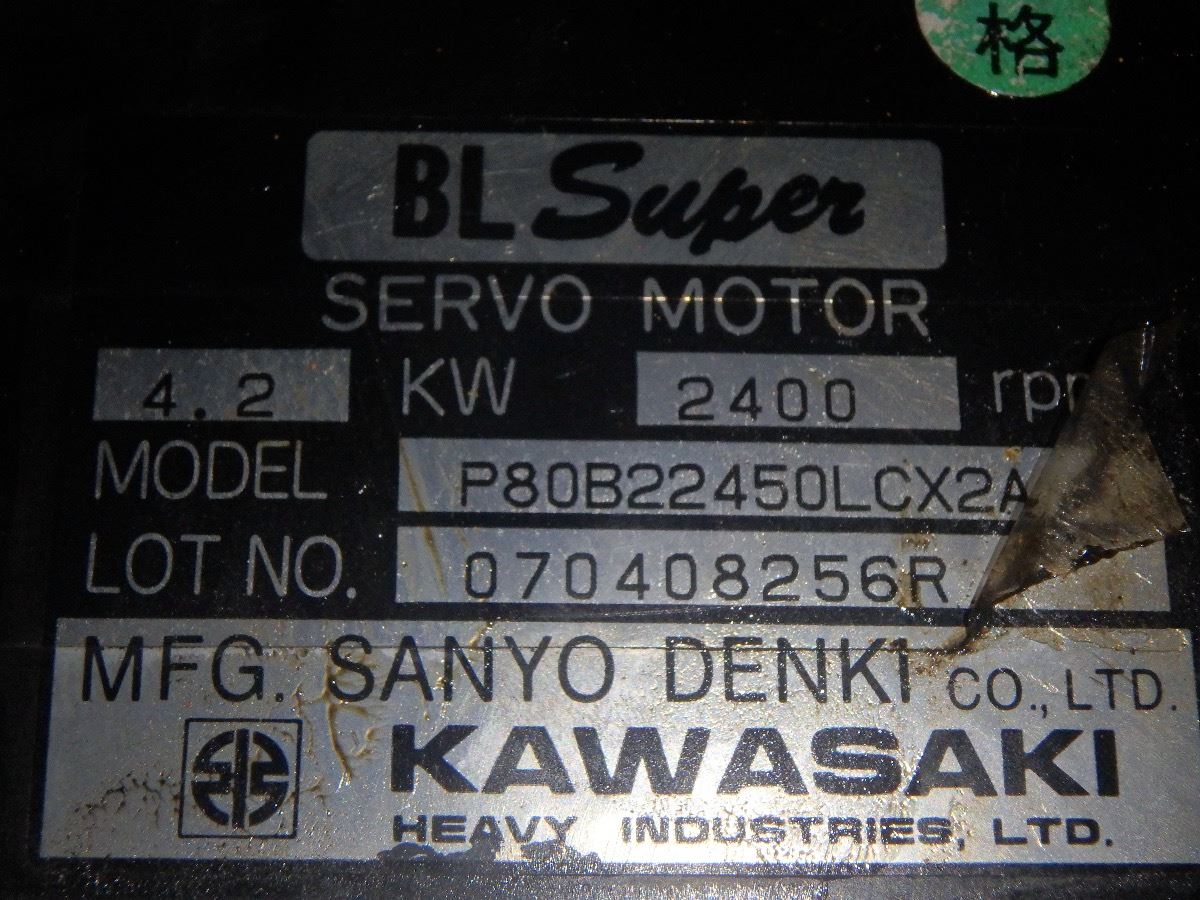 格
BL Super
SERVO MOTOR
4.2 KW 2400
MODEL P80B22450LCX2A
LOT NO. 070408256R
MFG. SANYO DENKI CO., LTD.
KAWASAKI
HEAVY INDUSTRIES, LTD.